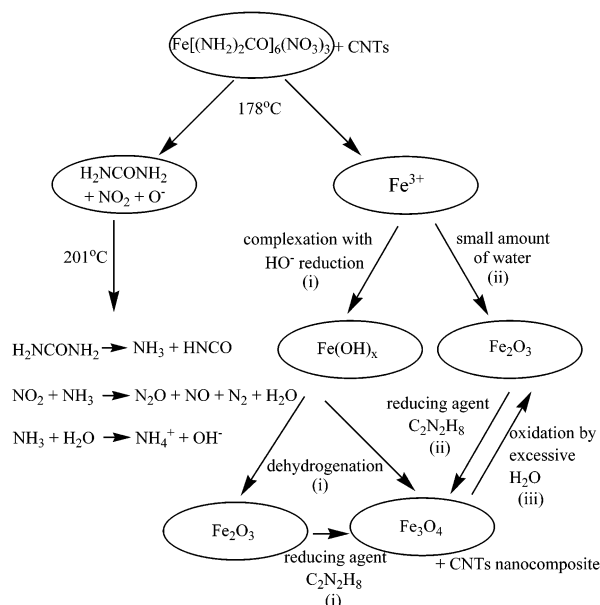 Fe[(NH₂)₂CO]₆(NO₃)₃ + CNTs
178°C
H₂NCONH₂
+ NO₂ + O⁻
Fe³⁺
201°C
complexation with
HO⁻ reduction
(i)
small amount
of water
(ii)
H₂NCONH₂ → NH₃ + HNCO
NO₂ + NH₃ → N₂O + NO + N₂ + H₂O
NH₃ + H₂O → NH₄⁺ + OH⁻
Fe(OH)ₓ
Fe₂O₃
reducing agent
C₂N₂H₈
(ii)
oxidation by
excessive
H₂O
(iii)
dehydrogenation
(i)
Fe₂O₃
Fe₃O₄
+ CNTs nanocomposite
reducing agent
C₂N₂H₈
(i)